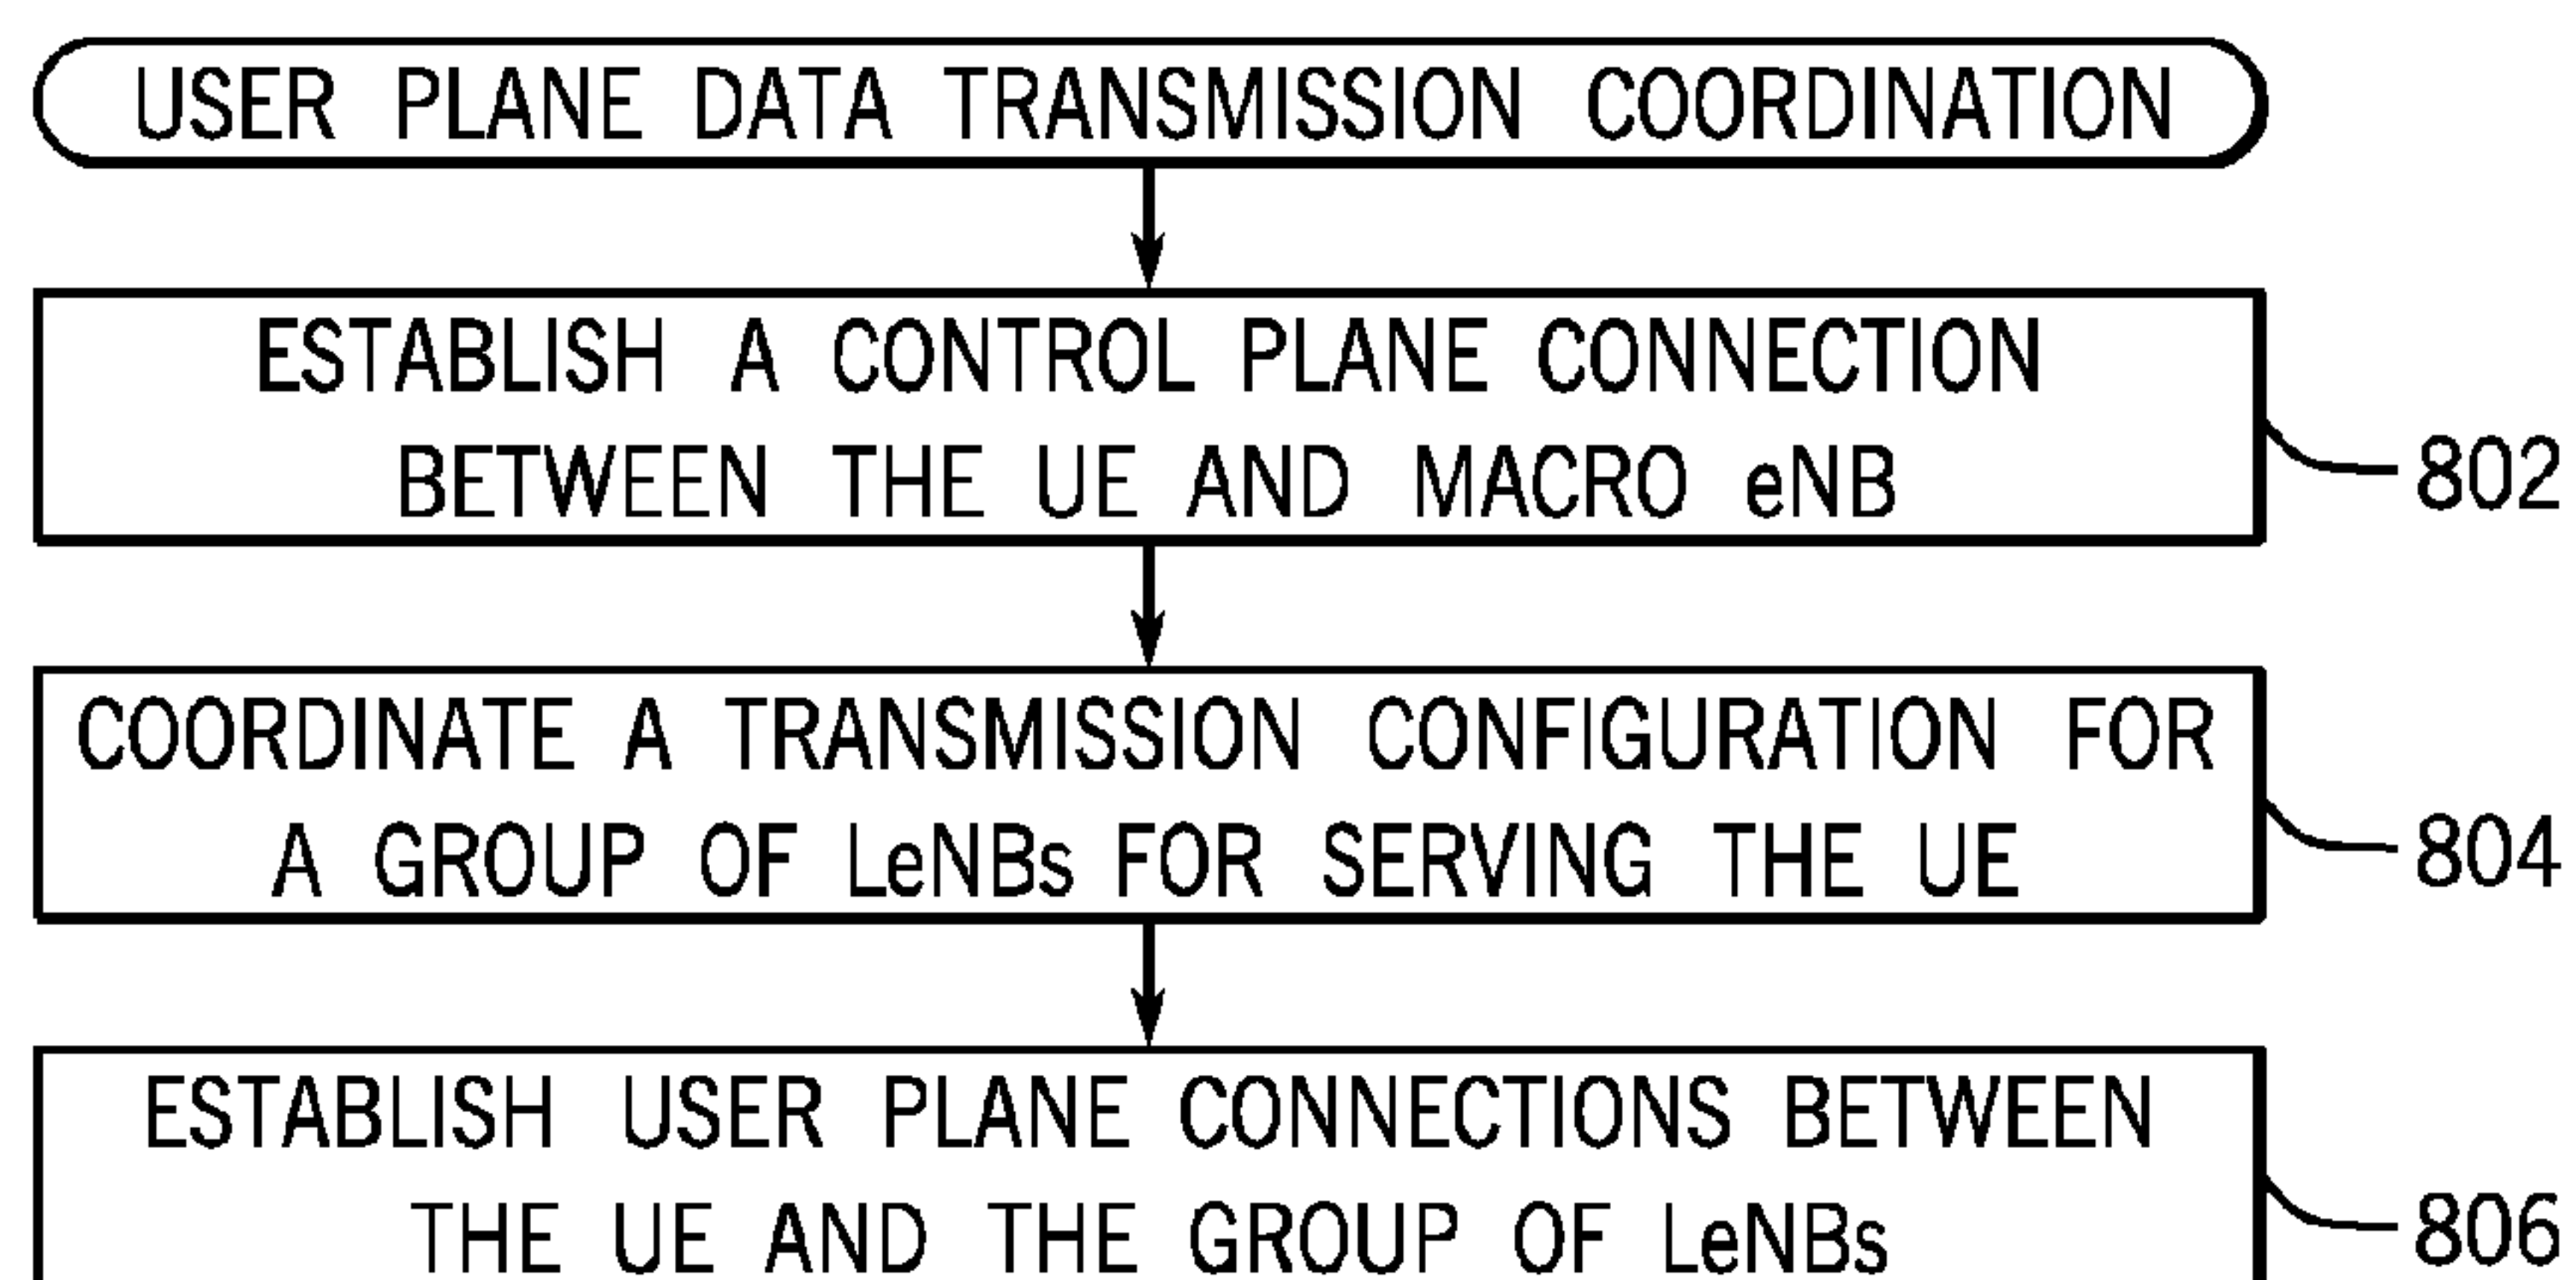 USER PLANE DATA TRANSMISSION COORDINATION
ESTABLISH A CONTROL PLANE CONNECTION
BETWEEN THE UE AND MACRO eNB
802
COORDINATE A TRANSMISSION CONFIGURATION FOR
A GROUP OF LeNBs FOR SERVING THE UE
804
ESTABLISH USER PLANE CONNECTIONS BETWEEN
THE UE AND THE GROUP OF LeNBs
806